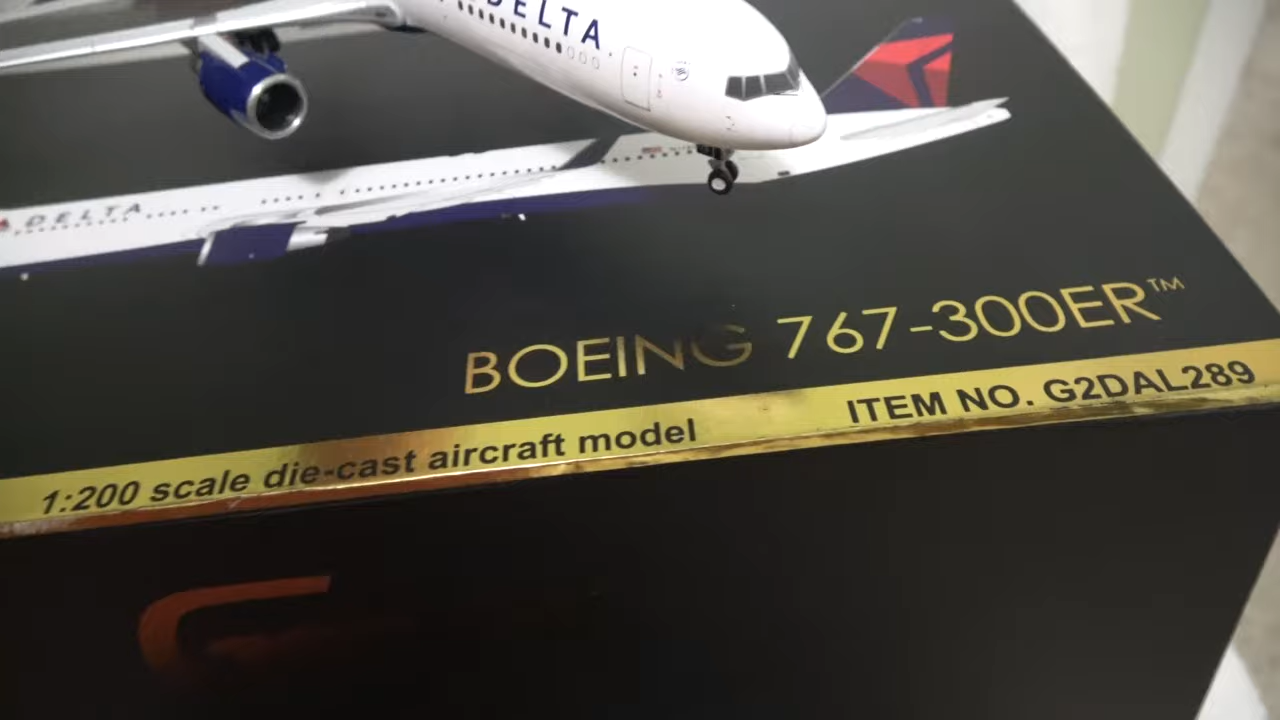 DELTA
DELTA
BOEING 767-300ER™
1:200 scale die-cast aircraft model
ITEM NO. G2DAL289